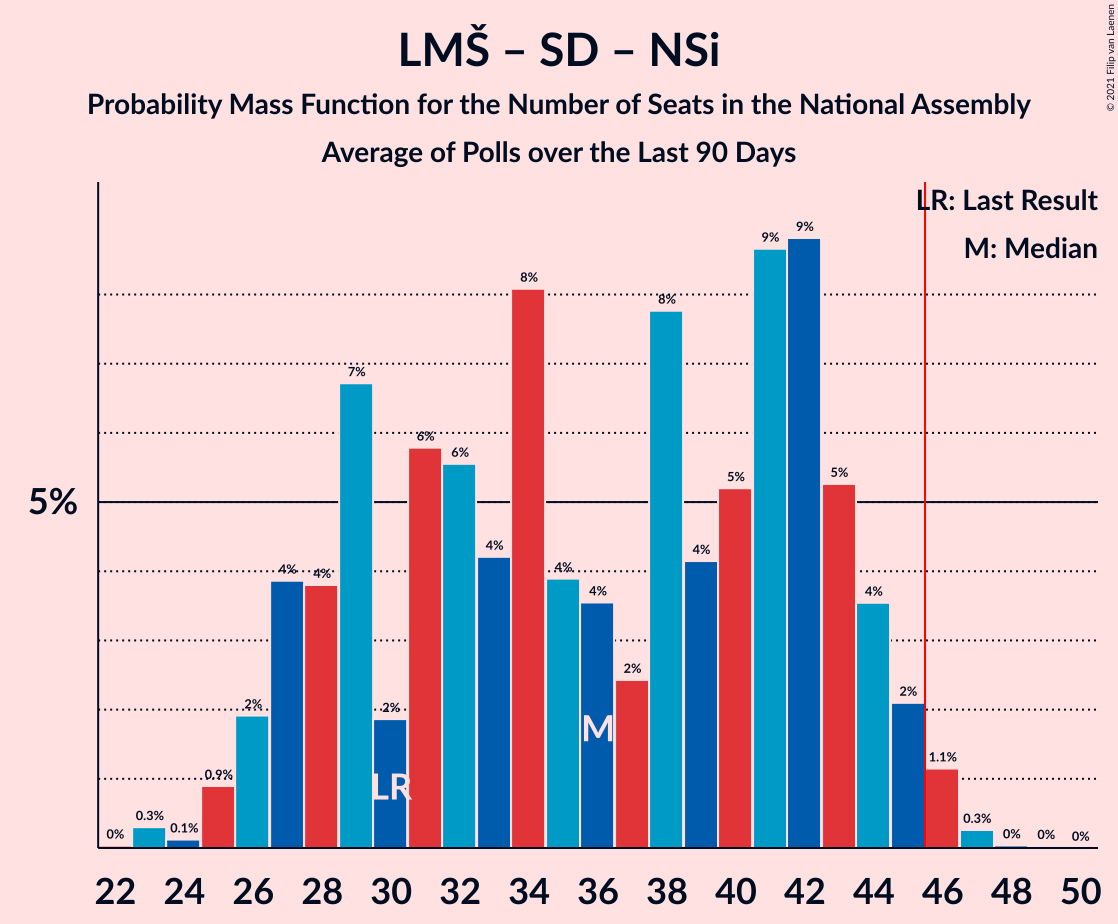 LMŠ – SD – NSi
Probability Mass Function for the Number of Seats in the National Assembly
Average of Polls over the Last 90 Days
© 2021 Filip van Laenen
LR: Last Result
M: Median
5%
0% 0.3% 0.1% 0.9% 2% 4% 4% 7% 2% 6% 6% 4% 8% 4% 4% 2% 8% 4% 5% 9% 9% 5% 4% 2% 1.1% 0.3% 0% 0% 0%
M
LR
22 24 26 28 30 32 34 36 38 40 42 44 46 48 50